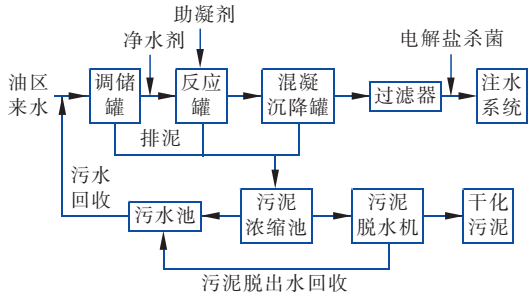 助凝剂
净水剂
电解盐杀菌
油区
来水
调储
罐
反应
罐
混凝
沉降罐
过滤器
注水
系统
排泥
污水
回收
污水池
污泥
浓缩池
污泥
脱水机
干化
污泥
污泥脱出水回收